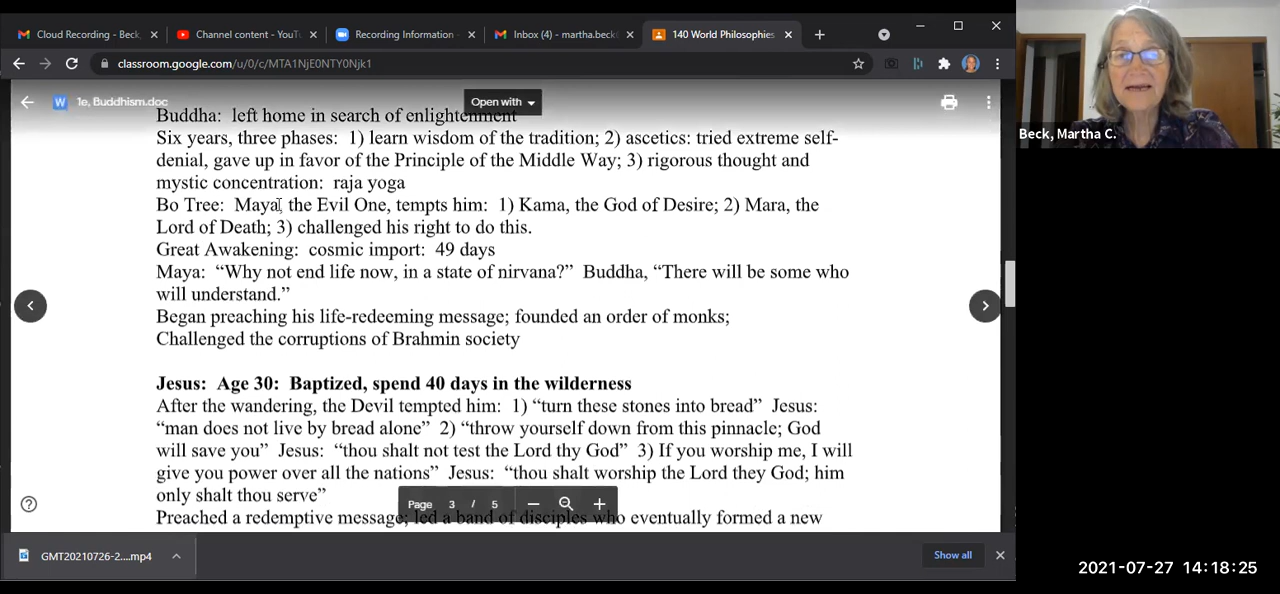 Cloud Recording - Beck,
Channel content - YouTu
Recording Information -
Inbox (4) - martha.beck@
140 World Philosophies
classroom.google.com/u/0/c/MTA1NjE0NTY0Njk1
1e, Buddhism.doc
Open with
Buddha: left home in search of enlightenment
Six years, three phases: 1) learn wisdom of the tradition; 2) ascetics: tried extreme self-
denial, gave up in favor of the Principle of the Middle Way; 3) rigorous thought and
mystic concentration: raja yoga
Bo Tree: Maya, the Evil One, tempts him: 1) Kama, the God of Desire; 2) Mara, the
Lord of Death; 3) challenged his right to do this.
Great Awakening: cosmic import: 49 days
Maya: “Why not end life now, in a state of nirvana?” Buddha, “There will be some who
will understand.”
Began preaching his life-redeeming message; founded an order of monks;
Challenged the corruptions of Brahmin society
Jesus: Age 30: Baptized, spend 40 days in the wilderness
After the wandering, the Devil tempted him: 1) “turn these stones into bread” Jesus:
“man does not live by bread alone” 2) “throw yourself down from this pinnacle; God
will save you” Jesus: “thou shalt not test the Lord thy God” 3) If you worship me, I will
give you power over all the nations” Jesus: “thou shalt worship the Lord they God; him
only shalt thou serve”
Page 3 / 5
Preached a redemptive message; led a band of disciples who eventually formed a new
GMT20210726-2....mp4
Show all
Beck, Martha C.
2021-07-27 14:18:25